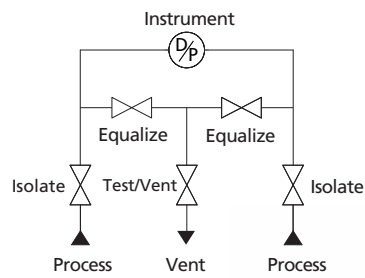 Instrument
D/P
Equalize
Equalize
Isolate
Test/Vent
Isolate
Process
Vent
Process